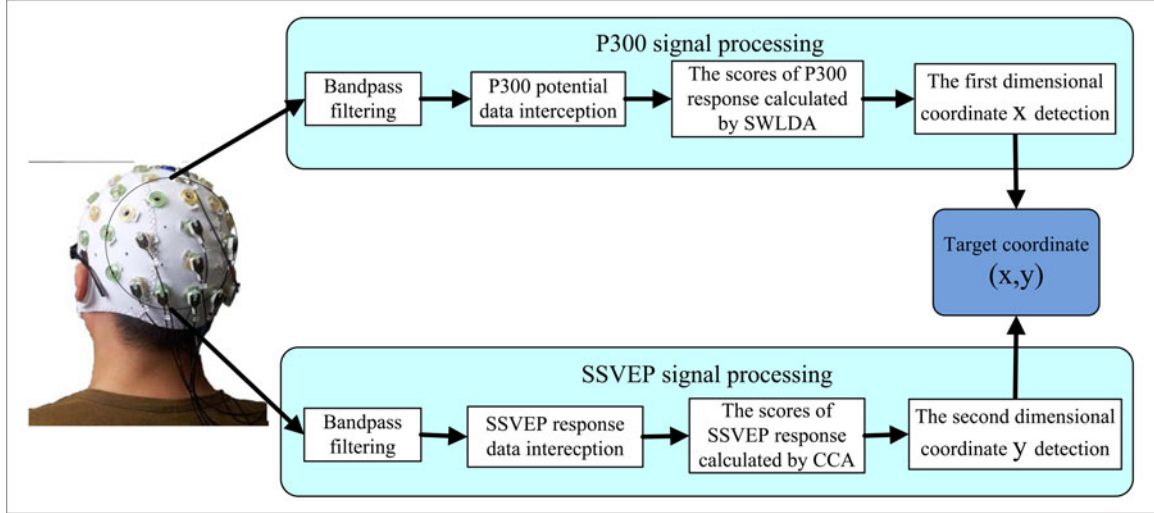 P300 signal processing
Bandpass
filtering
P300 potential
data interception
The scores of P300
response calculated
by SWLDA
The first dimensional
coordinate x detection
Target coordinate
(x,y)
SSVEP signal processing
Bandpass
filtering
SSVEP response
data interecption
The scores of
SSVEP response
calculated by CCA
The second dimensional
coordinate y detection